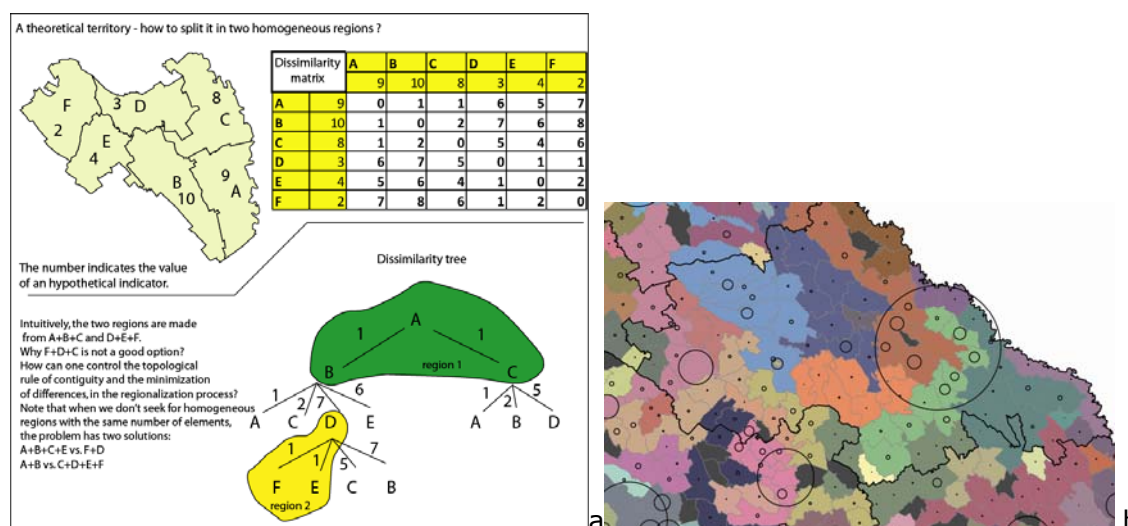 A theoretical territory - how to split it in two homogeneous regions ?
F
2
3 D
8
C
E
4
B
10
9
A
Dissimilarity matrix A B C D E F
9 10 8 3 4 2
A 9 0 1 1 6 5 7
B 10 1 0 2 7 6 8
C 8 1 2 0 5 4 6
D 3 6 7 5 0 1 1
E 4 5 6 4 1 0 2
F 2 7 8 6 1 2 0
The number indicates the value
of an hypothetical indicator.
Dissimilarity tree
Intuitively, the two regions are made
from A+B+C and D+E+F.
Why F+D+C is not a good option?
How can one control the topological
rule of contiguity and the minimization
of differences, in the regionalization process?
Note that when we don't seek for homogeneous
regions with the same number of elements,
the problem has two solutions:
A+B+C+E vs. F+D
A+B vs. C+D+E+F
A
1 1
region 1
B C
1 2 7 6 1 2 5
A C D E A B D
1 1 5 7
F E C B
region 2
a
b